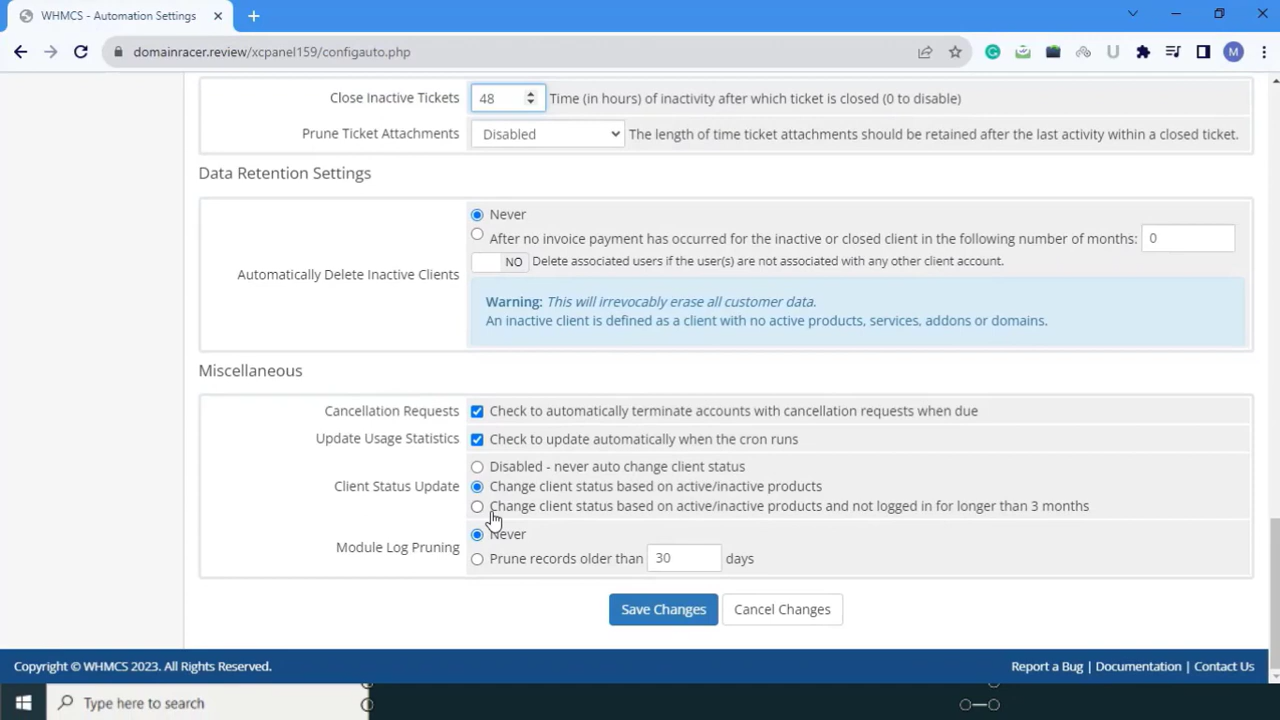 WHMCS - Automation Settings
domainracer.review/xcpanel159/configauto.php
M
Close Inactive Tickets 48 Time (in hours) of inactivity after which ticket is closed (0 to disable)
Prune Ticket Attachments Disabled The length of time ticket attachments should be retained after the last activity within a closed ticket.
Data Retention Settings
Never
After no invoice payment has occurred for the inactive or closed client in the following number of months: 0
Automatically Delete Inactive Clients NO Delete associated users if the user(s) are not associated with any other client account.
Warning: This will irrevocably erase all customer data.
An inactive client is defined as a client with no active products, services, addons or domains.
Miscellaneous
Cancellation Requests Check to automatically terminate accounts with cancellation requests when due
Update Usage Statistics Check to update automatically when the cron runs
Disabled - never auto change client status
Client Status Update Change client status based on active/inactive products
Change client status based on active/inactive products and not logged in for longer than 3 months
Never
Module Log Pruning
Prune records older than 30 days
Save Changes Cancel Changes
Copyright © WHMCS 2023. All Rights Reserved. Report a Bug | Documentation | Contact Us
Type here to search